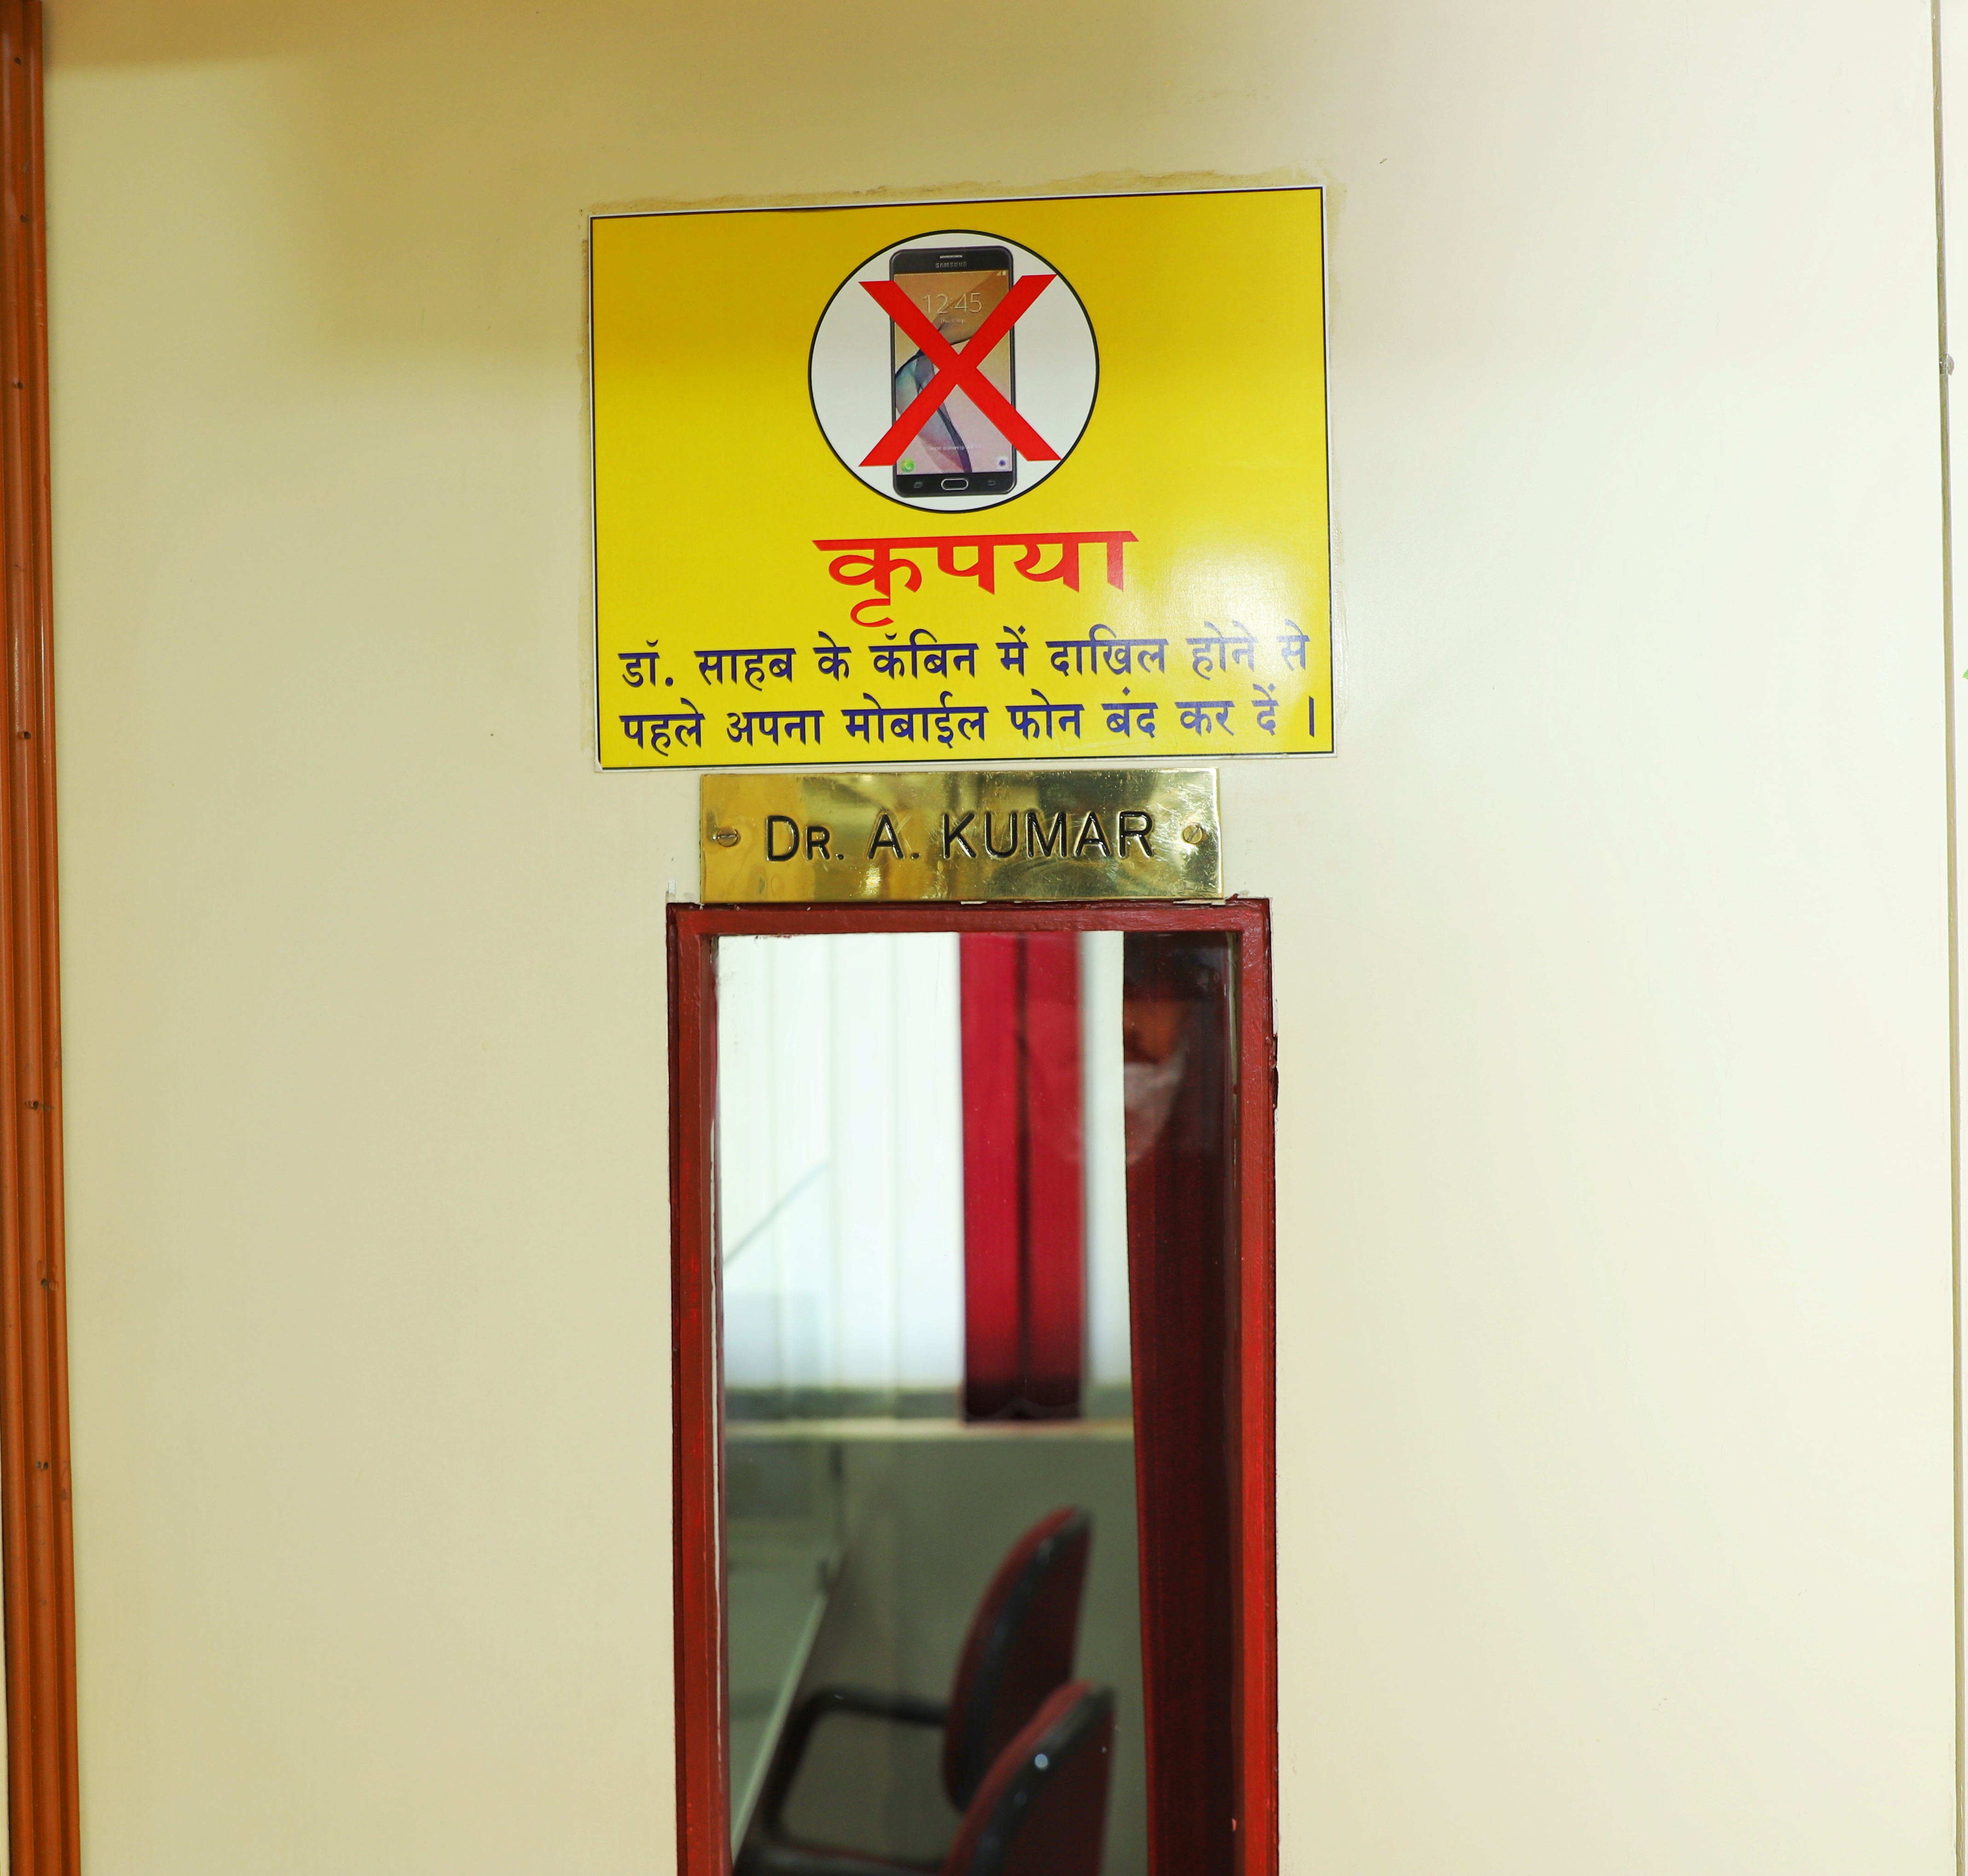 SAMSUNG
12:45
कृपया
डॉ. साहब के कॅबिन में दाखिल होने से
पहले अपना मोबाईल फोन बंद कर दें ।
DR. A. KUMAR